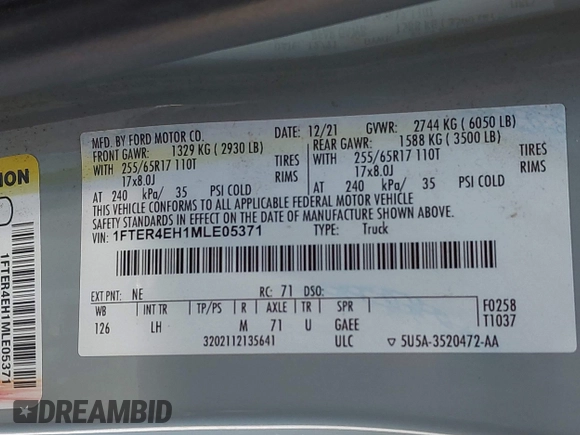 MFD. BY FORD MOTOR CO. DATE: 12/21 GVWR: 2744 KG ( 6050 LB)
FRONT GAWR: 1329 KG ( 2930 LB) REAR GAWR: 1588 KG ( 3500 LB)
WITH 255/65R17 110T TIRES WITH 255/65R17 110T TIRES
17x8.0J RIMS 17x8.0J RIMS
AT 240 kPa/ 35 PSI COLD AT 240 kPa/ 35 PSI COLD
THIS VEHICLE CONFORMS TO ALL APPLICABLE FEDERAL MOTOR VEHICLE
SAFETY STANDARDS IN EFFECT ON THE DATE OF MANUFACTURE SHOWN ABOVE.
VIN: 1FTER4EH1MLE05371 TYPE: Truck
EXT PNT: NE RC: 71 DSO:
WB INT TR TP/PS R AXLE TR SPR F0258
126 LH M 71 U GAEE T1037
3202112135641 ULC 5U5A-3520472-AA
1FTER4EH1MLE05371
DREAMBID